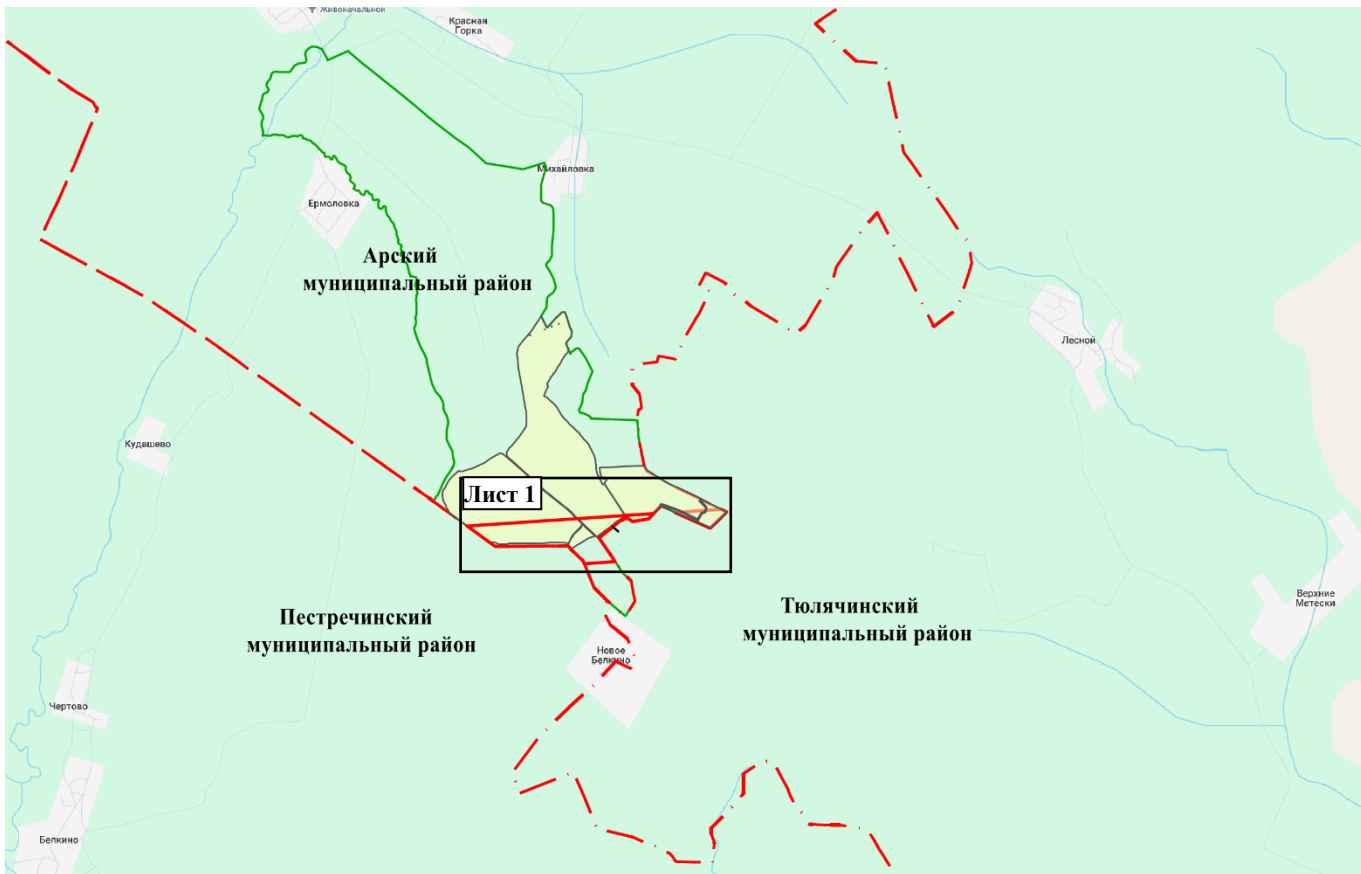 Живоначальной
Красная
Горка
Михайловка
Ермоловка
Арский
муниципальный район
Лесной
Кудашево
Лист 1
Верхние
Метески
Пестречинский
муниципальный район
Тюлячинский
муниципальный район
Новое
Белкино
Чертово
Белкино